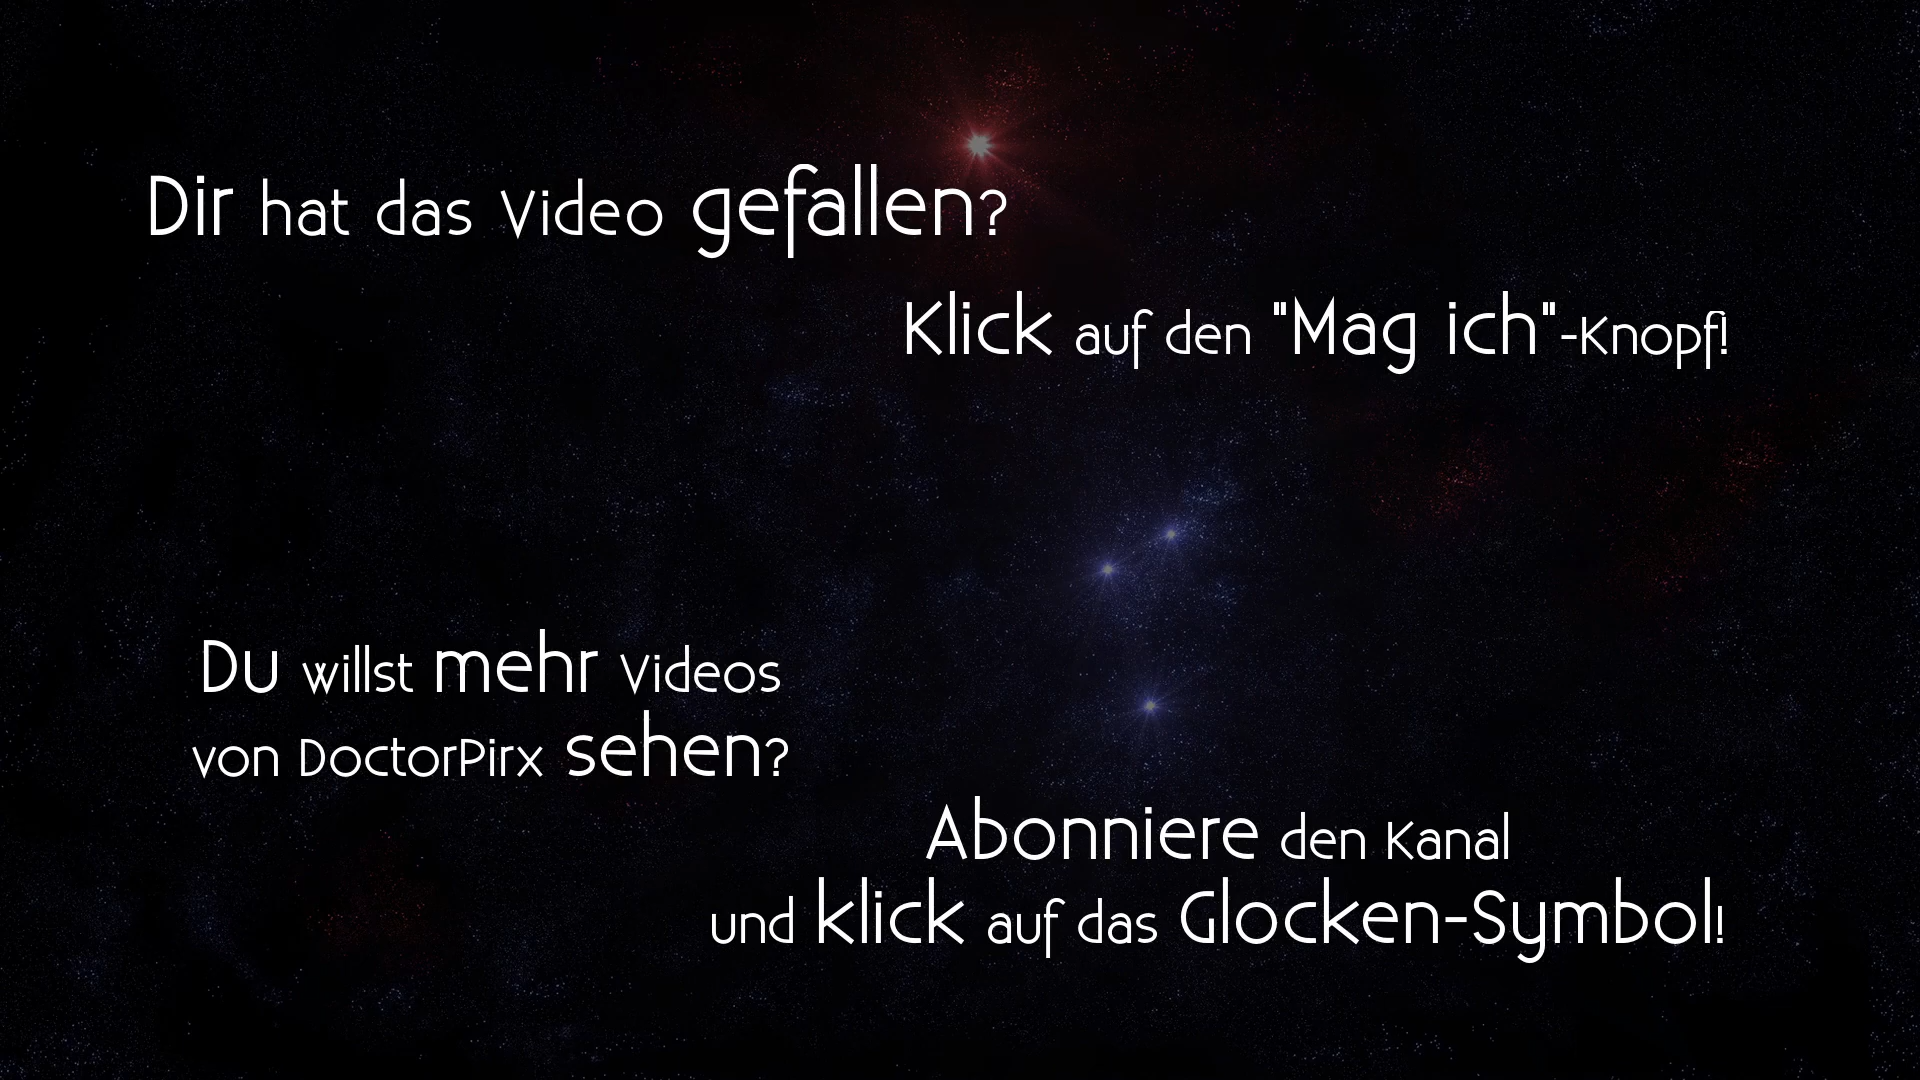 Dir hat das Video gefallen?
Klick auf den "Mag ich"-Knopf!
Du willst mehr Videos
von DoctorPirx sehen?
Abonniere den Kanal
und klick auf das Glocken-Symbol!